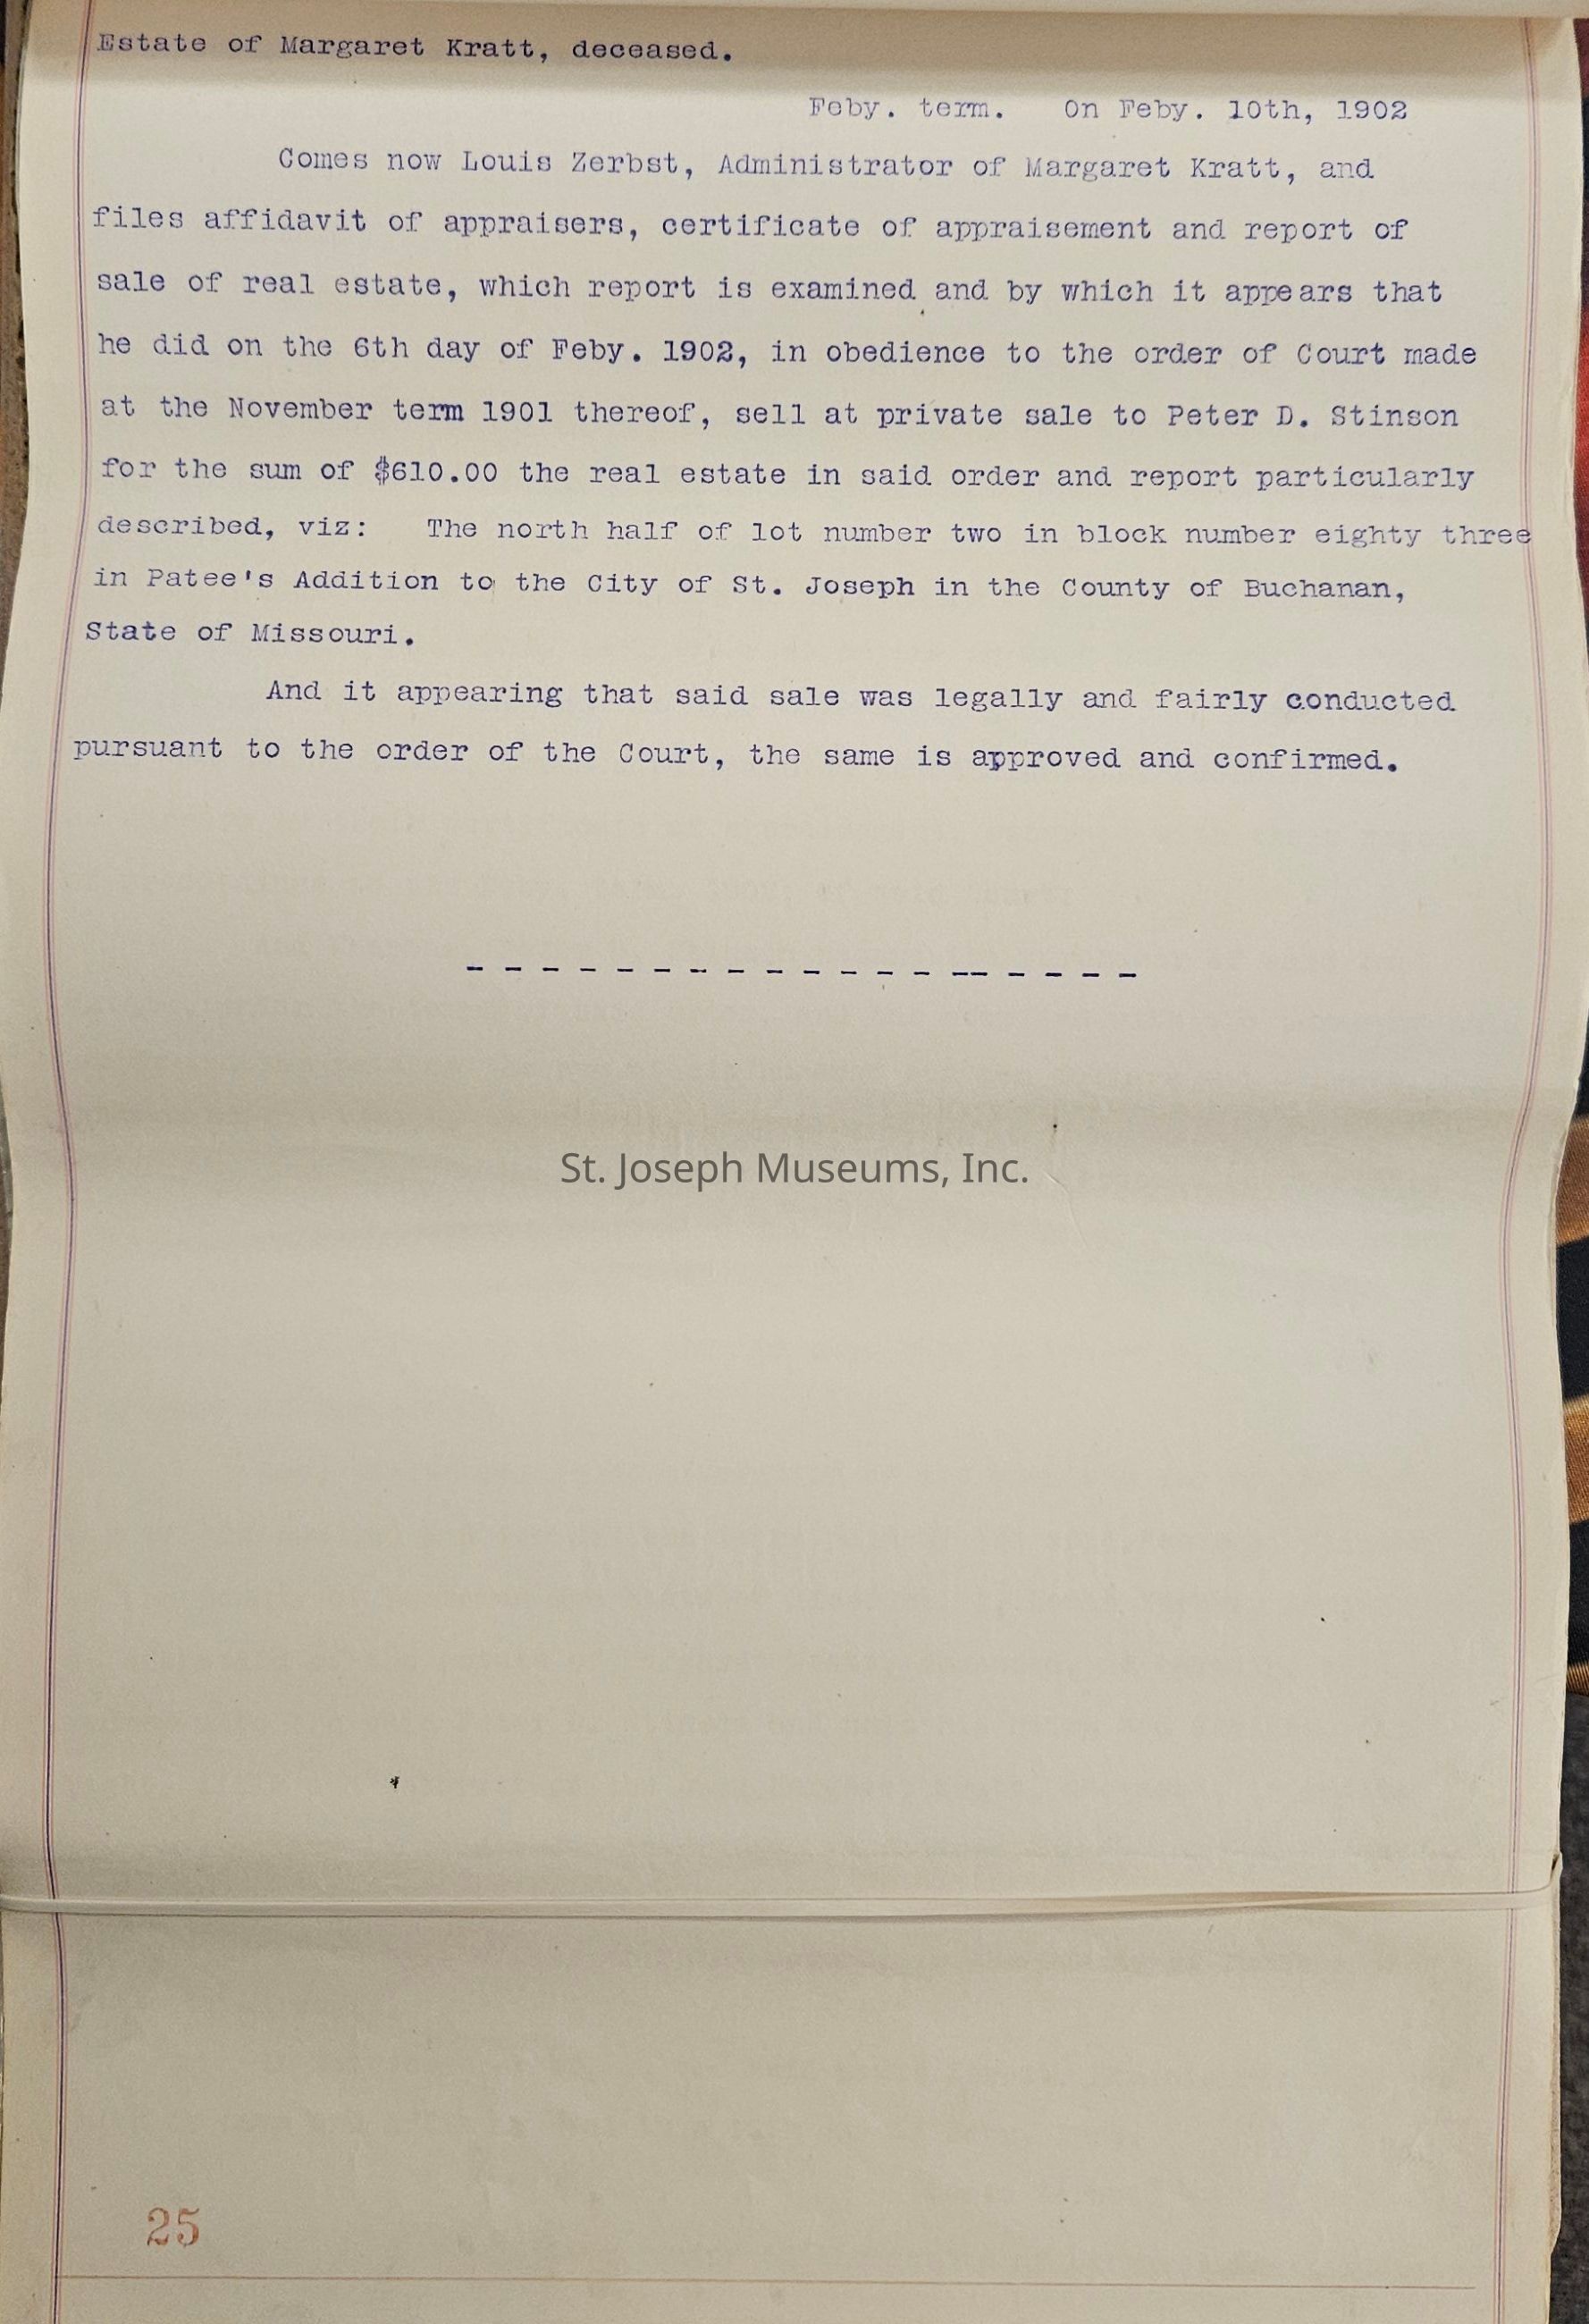 Estate of Margaret Kratt, deceased.
Feby. term. On Feby. 10th, 1902
Comes now Louis Zerbst, Administrator of Margaret Kratt, and
files affidavit of appraisers, certificate of appraisement and report of
sale of real estate, which report is examined and by which it appears that
he did on the 6th day of Feby. 1902, in obedience to the order of Court made
at the November term 1901 thereof, sell at private sale to Peter D. Stinson
for the sum of $610.00 the real estate in said order and report particularly
described, viz: The north half of lot number two in block number eighty three
in Patee's Addition to the City of St. Joseph in the County of Buchanan,
State of Missouri.
And it appearing that said sale was legally and fairly conducted
pursuant to the order of the Court, the same is approved and confirmed.
- - - - - - - - - - - - - -- - - - -
St. Joseph Museums, Inc.
25